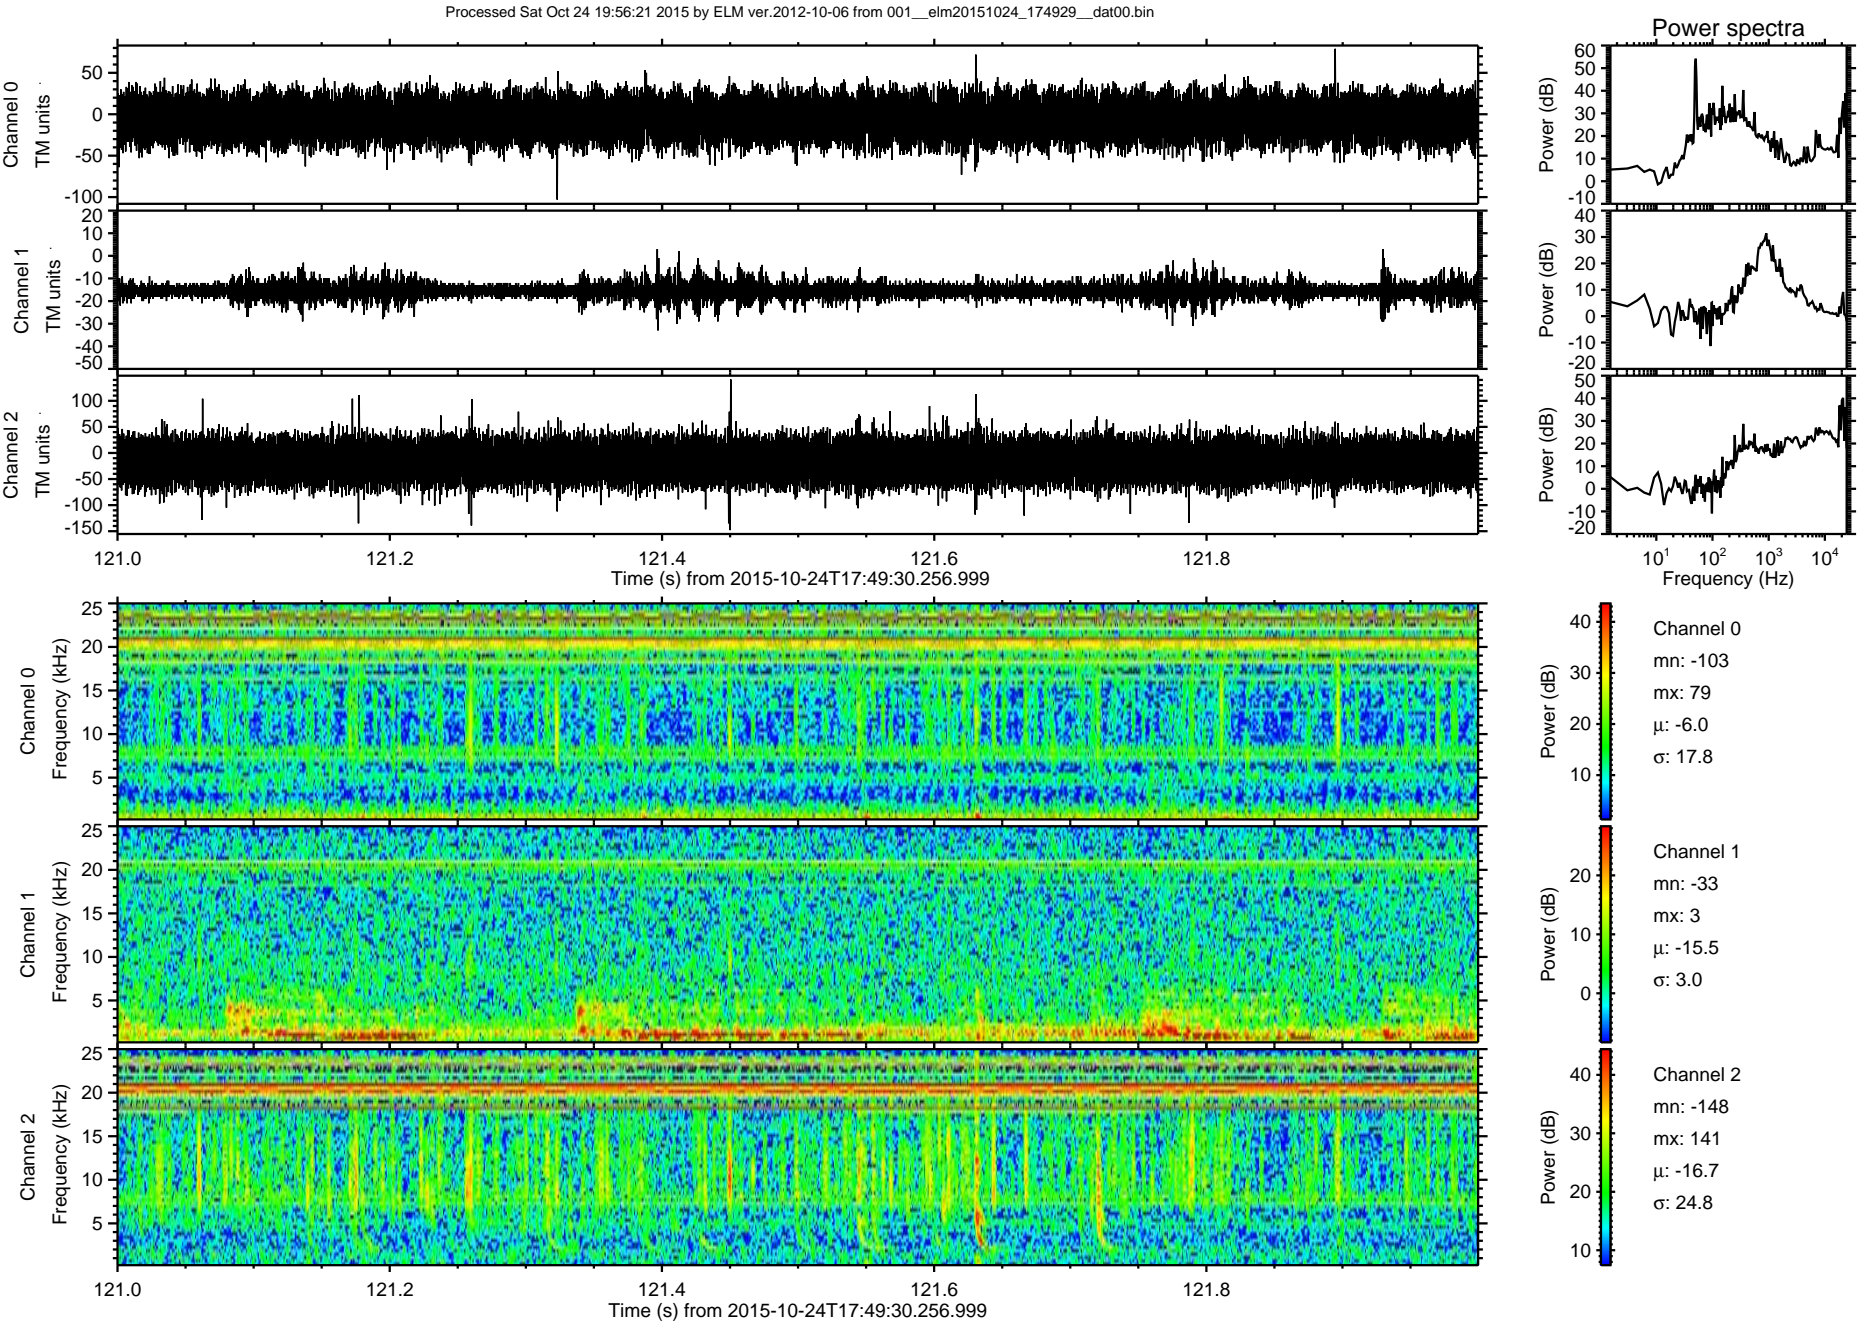 Processed Sat Oct 24 19:56:21 2015 by ELM ver.2012-10-06 from 001__elm20151024_174929__dat00.bin
Power spectra
Channel 0
TM units
50
0
-50
-100
Power (dB)
60
50
40
30
20
10
0
-10
Channel 1
TM units
20
10
0
-10
-20
-30
-40
-50
Power (dB)
40
30
20
10
0
-10
-20
Channel 2
TM units
100
50
0
-50
-100
-150
Power (dB)
50
40
30
20
10
0
-10
-20
121.0 121.2 121.4 121.6 121.8
Time (s) from 2015-10-24T17:49:30.256.999
10^1 10^2 10^3 10^4
Frequency (Hz)
Channel 0
Frequency (kHz)
25
20
15
10
5
Power (dB)
40
30
20
10
Channel 0
mn: -103
mx: 79
μ: -6.0
σ: 17.8
Channel 1
Frequency (kHz)
25
20
15
10
5
Power (dB)
20
10
0
Channel 1
mn: -33
mx: 3
μ: -15.5
σ: 3.0
Channel 2
Frequency (kHz)
25
20
15
10
5
Power (dB)
40
30
20
10
Channel 2
mn: -148
mx: 141
μ: -16.7
σ: 24.8
121.0 121.2 121.4 121.6 121.8
Time (s) from 2015-10-24T17:49:30.256.999